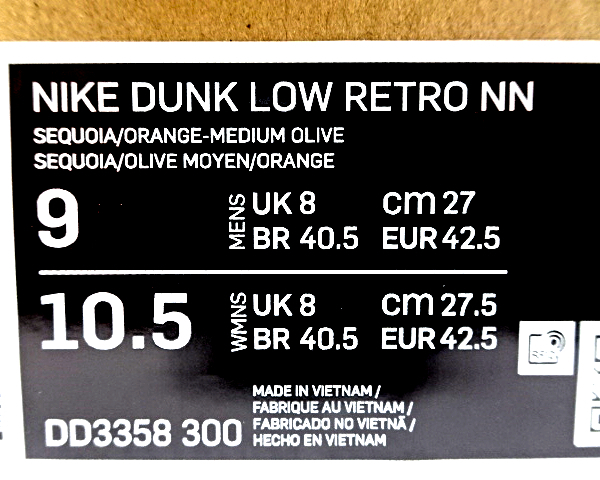 NIKE DUNK LOW RETRO NN
SEQUOIA/ORANGE-MEDIUM OLIVE
SEQUOIA/OLIVE MOYEN/ORANGE
9 MENS UK 8 cm 27
BR 40.5 EUR 42.5
10.5 WMNS UK 8 cm 27.5
BR 40.5 EUR 42.5
MADE IN VIETNAM /
FABRIQUE AU VIETNAM /
FABRICADO NO VIETNÃ /
DD3358 300 HECHO EN VIETNAM